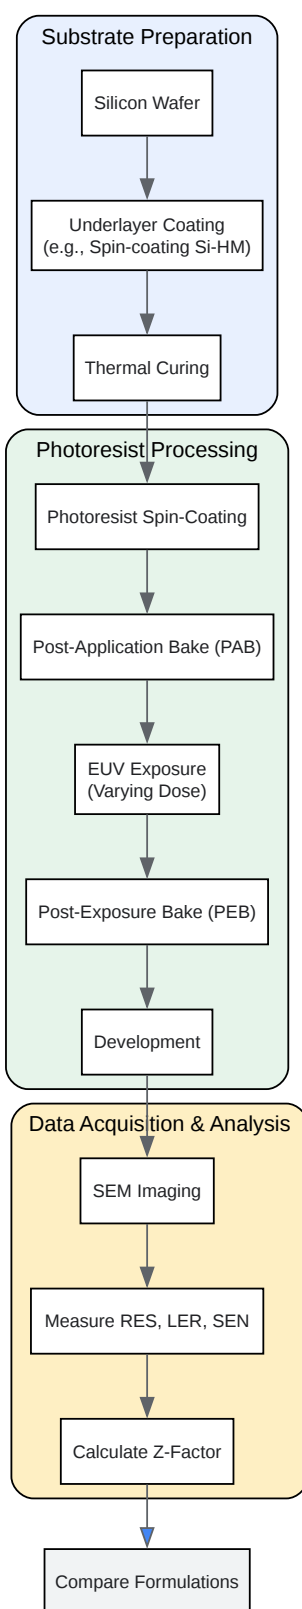 Substrate Preparation
Silicon Wafer
Underlayer Coating
(e.g., Spin-coating Si-HM)
Thermal Curing
Photoresist Processing
Photoresist Spin-Coating
Post-Application Bake (PAB)
EUV Exposure
(Varying Dose)
Post-Exposure Bake (PEB)
Development
Data Acquisition & Analysis
SEM Imaging
Measure RES, LER, SEN
Calculate Z-Factor
Compare Formulations